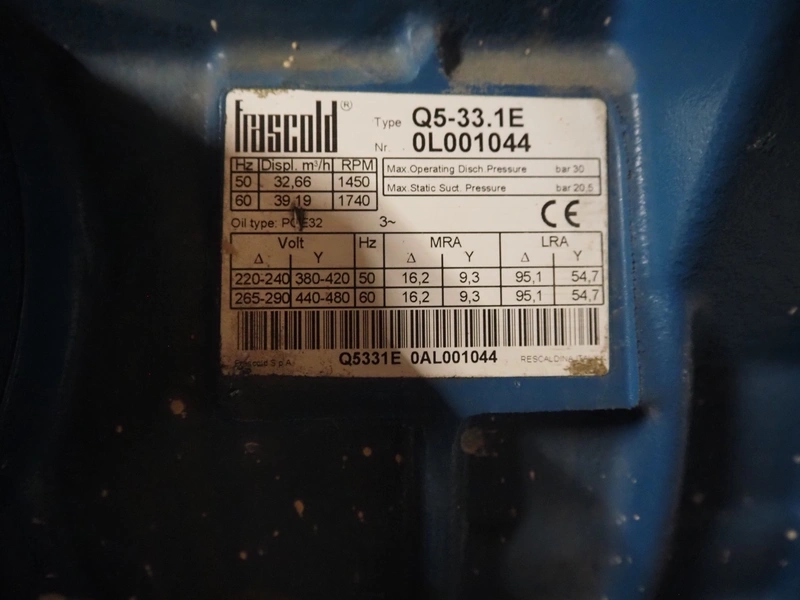 frascold®
Type Q5-33.1E
Nr. 0L001044
Hz Displ. m³/h RPM
50 32,66 1450
60 39,19 1740
Max.Operating Disch.Pressure bar 30
Max.Static Suct. Pressure bar 20,5
Oil type: 3~
CE
Volt Hz MRA LRA
Δ Y Δ Y Δ Y
220-240 380-420 50 16,2 9,3 95,1 54,7
265-290 440-480 60 16,2 9,3 95,1 54,7
Q5331E 0AL001044
S.p.A. RESCALDINA